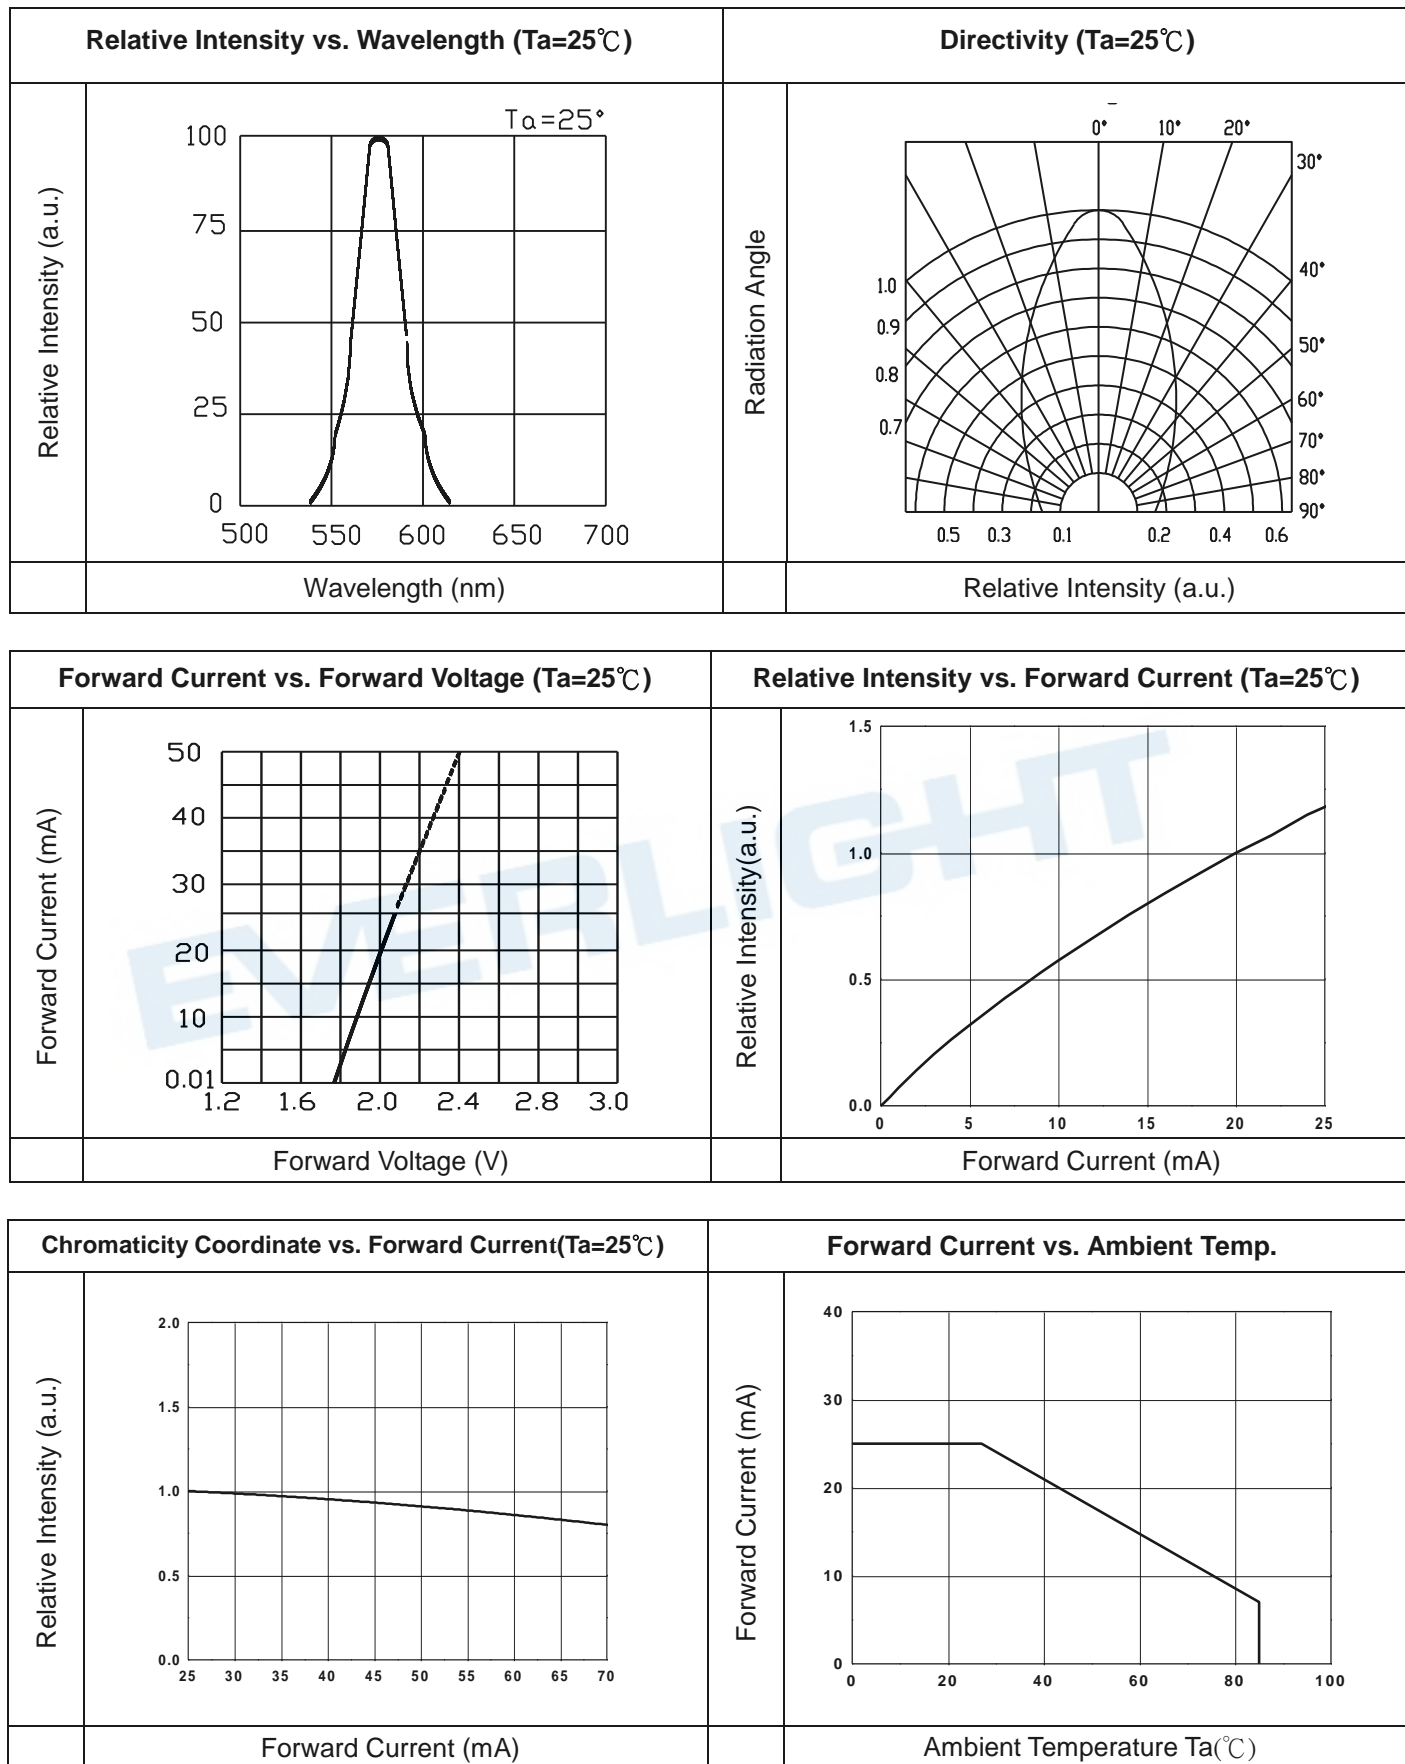 Relative Intensity vs. Wavelength (Ta=25℃)
Directivity (Ta=25℃)
Relative Intensity (a.u.)
Ta=25°
100
75
50
25
0
500 550 600 650 700
Wavelength (nm)
Radiation Angle
0° 10° 20°
30°
40°
50°
60°
70°
80°
90°
1.0
0.9
0.8
0.7
0.5 0.3 0.1 0.2 0.4 0.6
Relative Intensity (a.u.)
Forward Current vs. Forward Voltage (Ta=25℃)
Relative Intensity vs. Forward Current (Ta=25℃)
EVERLIGHT
Forward Current (mA)
50
40
30
20
10
0.01
1.2 1.6 2.0 2.4 2.8 3.0
Forward Voltage (V)
Relative Intensity(a.u.)
1.5
1.0
0.5
0.0
0 5 10 15 20 25
Forward Current (mA)
Chromaticity Coordinate vs. Forward Current(Ta=25℃)
Forward Current vs. Ambient Temp.
Relative Intensity (a.u.)
2.0
1.5
1.0
0.5
0.0
25 30 35 40 45 50 55 60 65 70
Forward Current (mA)
Forward Current (mA)
40
30
20
10
0
0 20 40 60 80 100
Ambient Temperature Ta(℃)